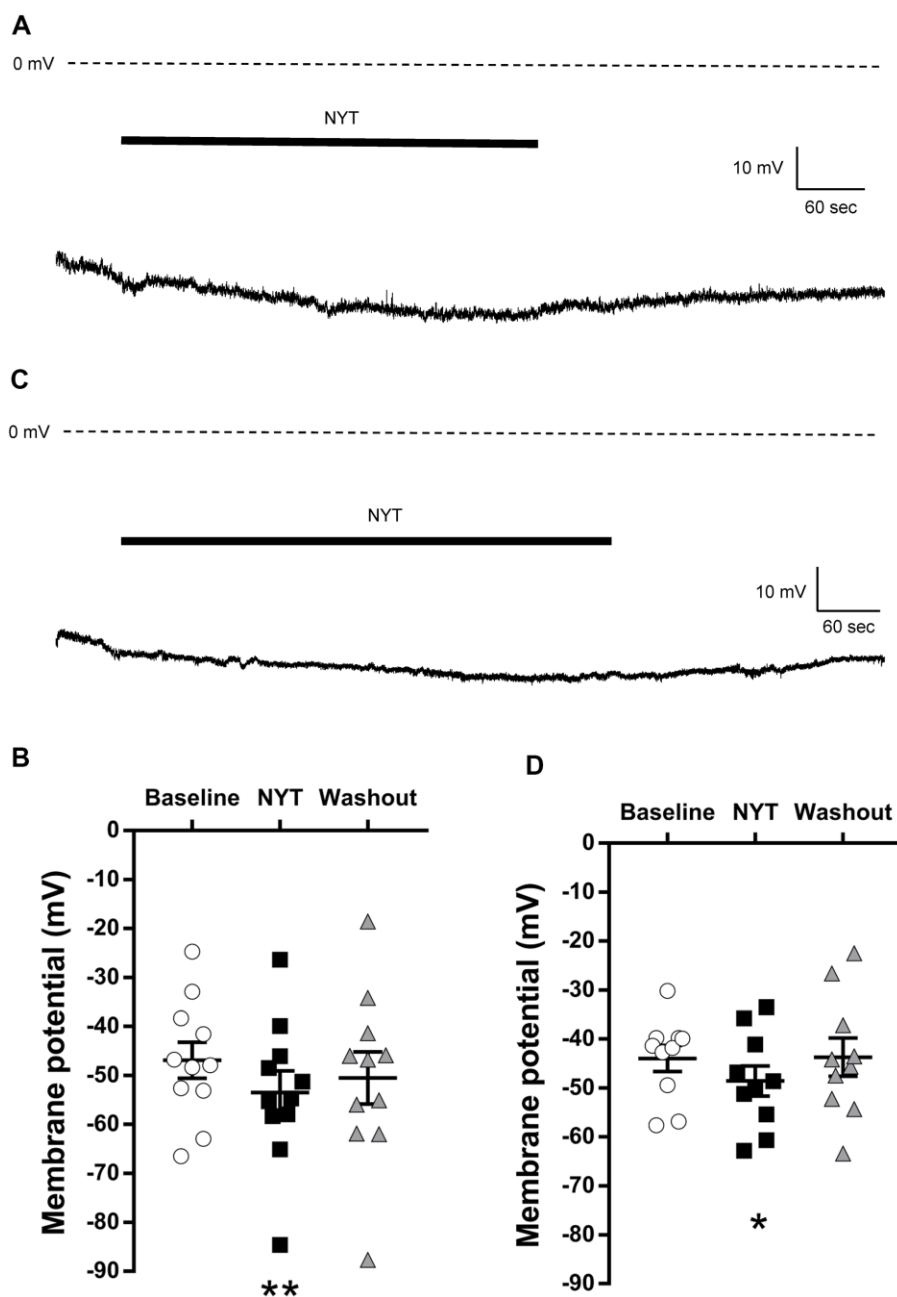 A
0 mV
NYT
10 mV
60 sec
C
0 mV
NYT
10 mV
60 sec
B
Baseline NYT Washout
Membrane potential (mV)
0
-10
-20
-30
-40
-50
-60
-70
-80
-90
**
D
Baseline NYT Washout
Membrane potential (mV)
0
-10
-20
-30
-40
-50
-60
-70
-80
-90
*